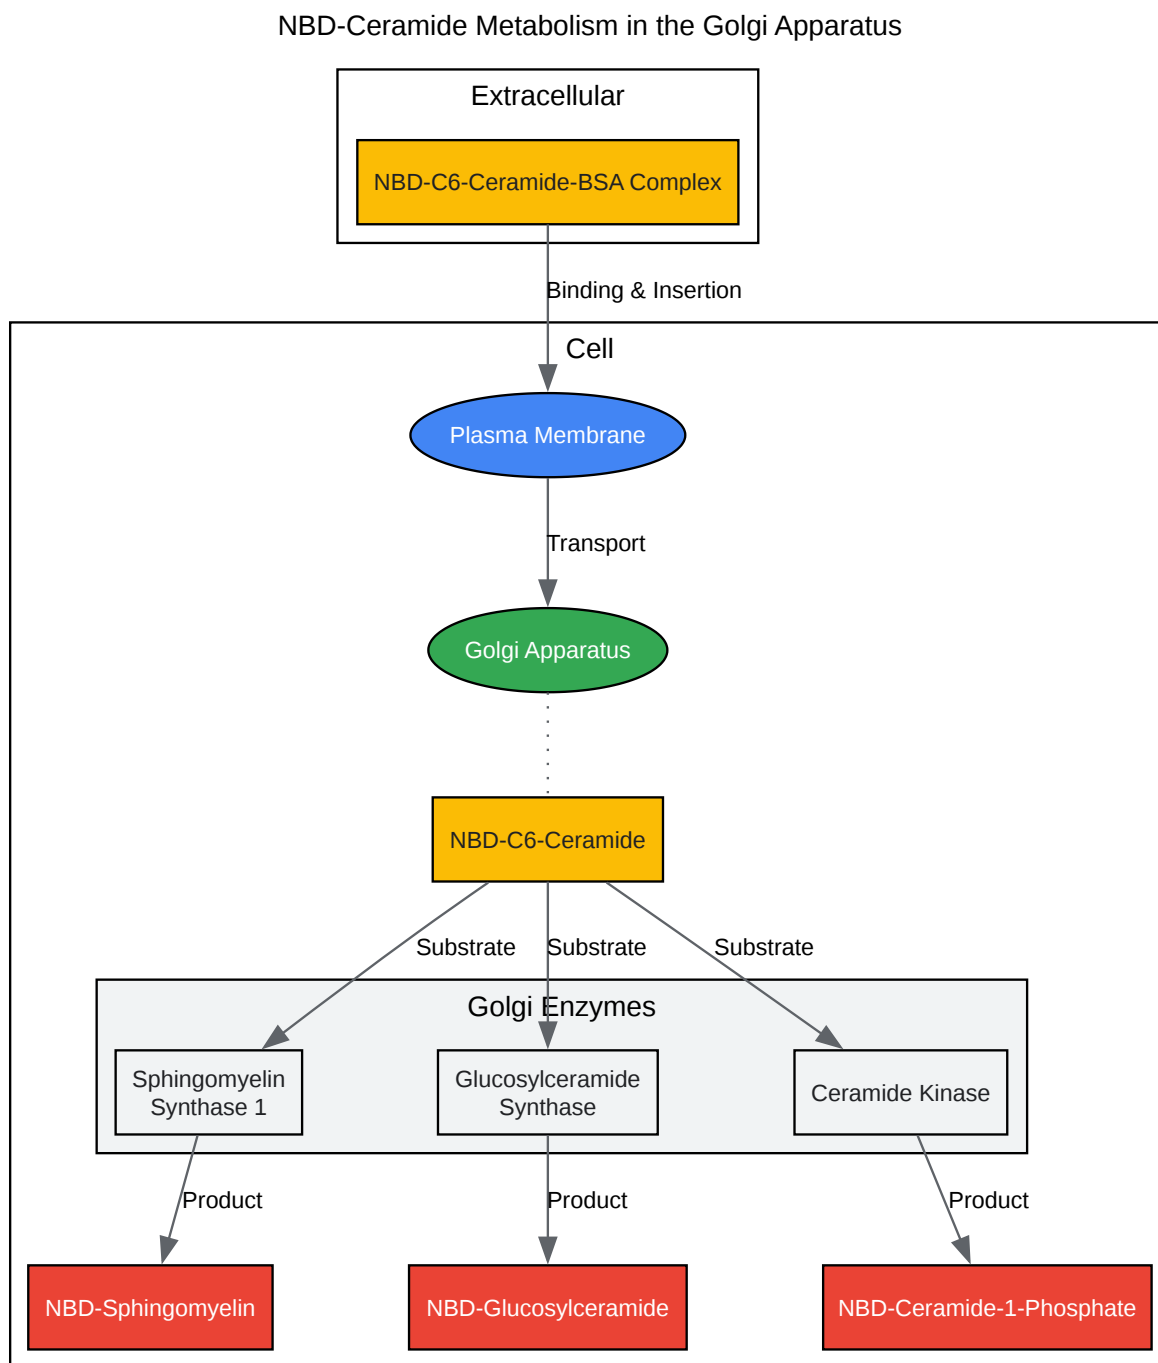 NBD-Ceramide Metabolism in the Golgi Apparatus
Extracellular
NBD-C6-Ceramide-BSA Complex
Binding & Insertion
Cell
Plasma Membrane
Transport
Golgi Apparatus
NBD-C6-Ceramide
Substrate
Substrate
Substrate
Golgi Enzymes
Sphingomyelin
Synthase 1
Glucosylceramide
Synthase
Ceramide Kinase
Product
Product
Product
NBD-Sphingomyelin
NBD-Glucosylceramide
NBD-Ceramide-1-Phosphate